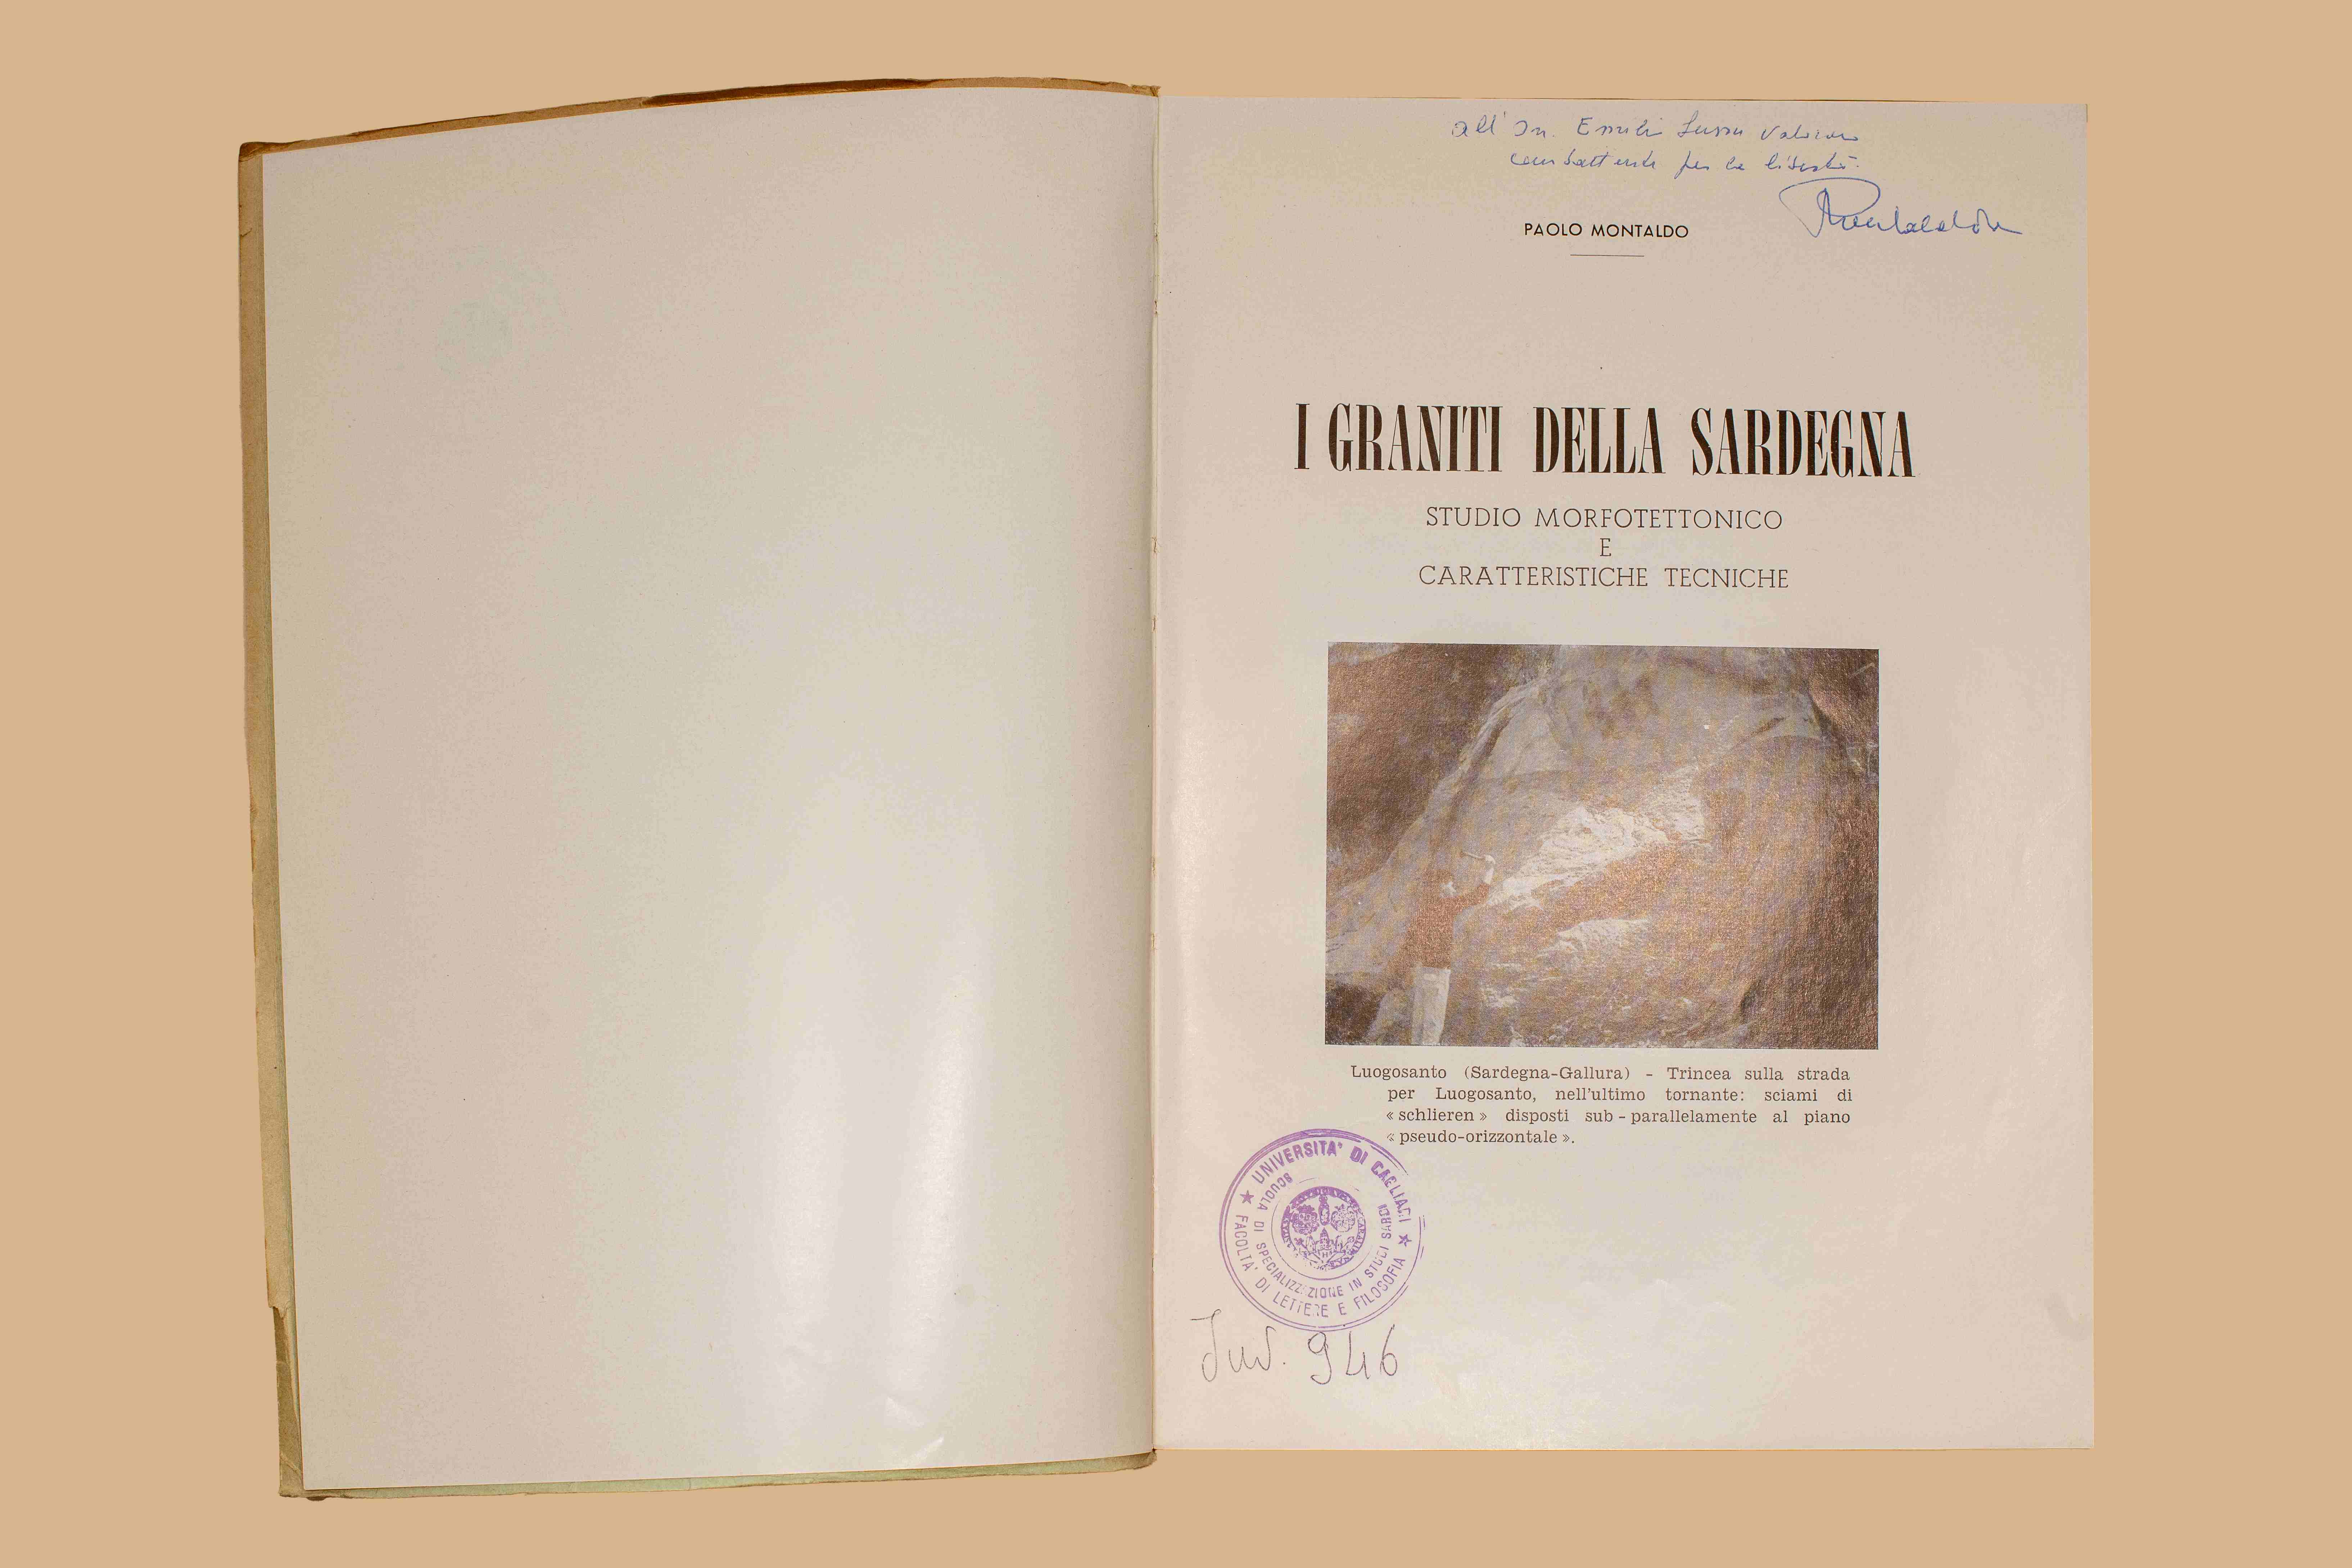 all' On. Emilio Lussu valoroso
combattente per la libertà.
PMontaldo
PAOLO MONTALDO
I GRANITI DELLA SARDEGNA
STUDIO MORFOTETTONICO
E
CARATTERISTICHE TECNICHE
Luogosanto (Sardegna-Gallura) - Trincea sulla strada
per Luogosanto, nell'ultimo tornante: sciami di
« schlieren » disposti sub - parallelamente al piano
« pseudo-orizzontale ».
★ UNIVERSITA' DI CAGLIARI ★
FACOLTA' DI LETTERE E FILOSOFIA
SCUOLA DI SPECIALIZZAZIONE IN STUDI SARDI
Inv. 946